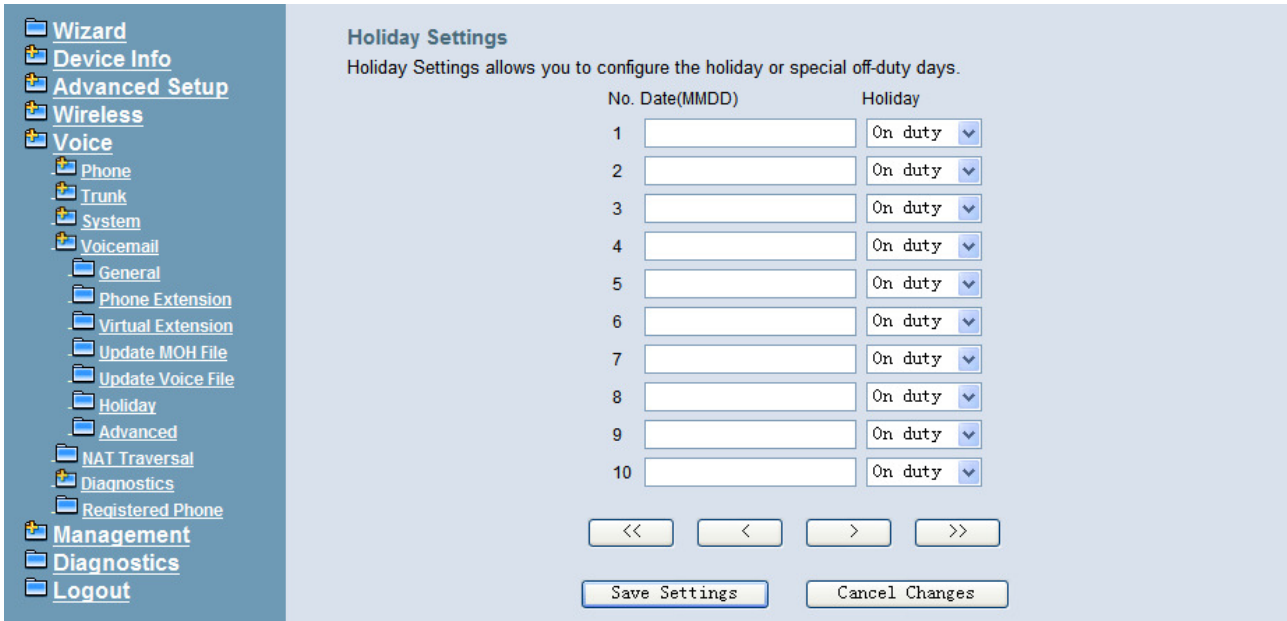 Wizard
Device Info
Advanced Setup
Wireless
Voice
Phone
Trunk
System
Voicemail
General
Phone Extension
Virtual Extension
Update MOH File
Update Voice File
Holiday
Advanced
NAT Traversal
Diagnostics
Registered Phone
Management
Diagnostics
Logout
Holiday Settings
Holiday Settings allows you to configure the holiday or special off-duty days.
No. Date(MMDD) Holiday
1 On duty
2 On duty
3 On duty
4 On duty
5 On duty
6 On duty
7 On duty
8 On duty
9 On duty
10 On duty
<< < > >>
Save Settings Cancel Changes